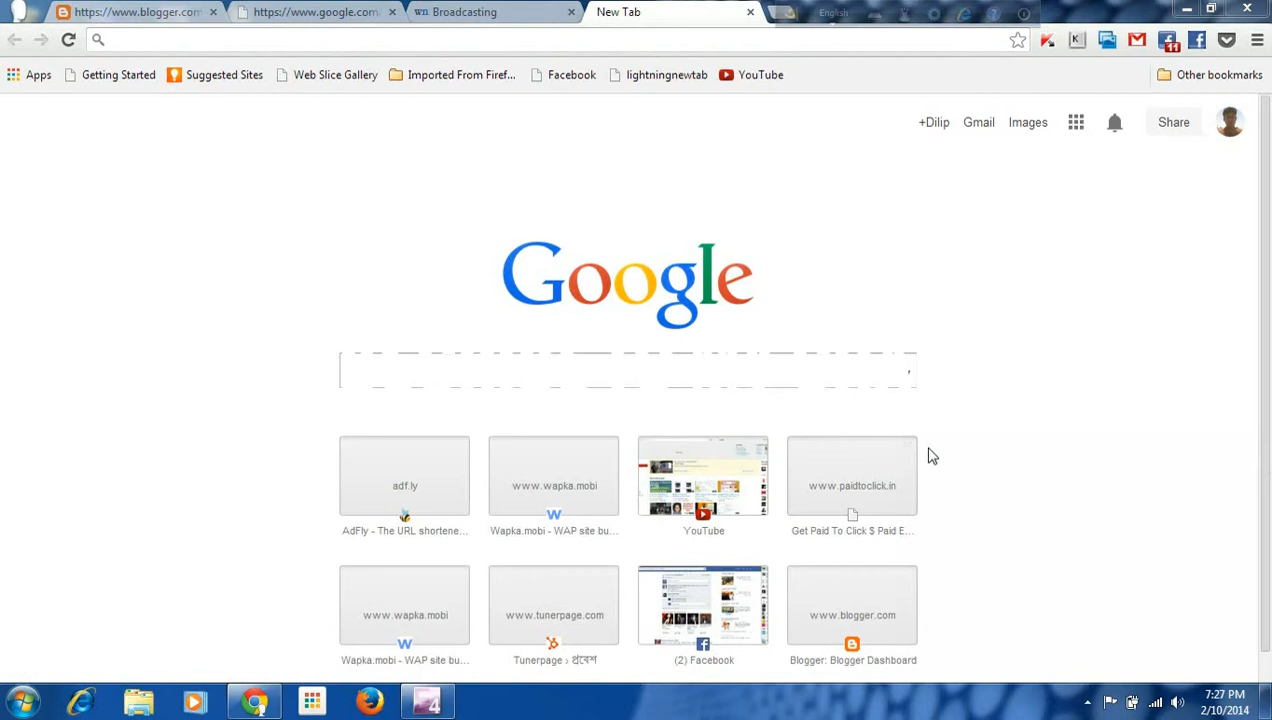 https://www.blogger.com
https://www.google.com
wn Broadcasting
New Tab
English
K
11
Apps
Getting Started
Suggested Sites
Web Slice Gallery
Imported From Firef...
Facebook
lightningnewtab
YouTube
Other bookmarks
+Dilip
Gmail
Images
Share
Google
adf.ly
www.wapka.mobi
www.paidtoclick.in
AdFly - The URL shortene...
Wapka.mobi - WAP site bu...
YouTube
Get Paid To Click $ Paid E...
www.wapka.mobi
www.tunerpage.com
www.blogger.com
Wapka.mobi - WAP site bu...
Tunerpage › প্রবেশ
(2) Facebook
Blogger: Blogger Dashboard
7:27 PM
2/10/2014